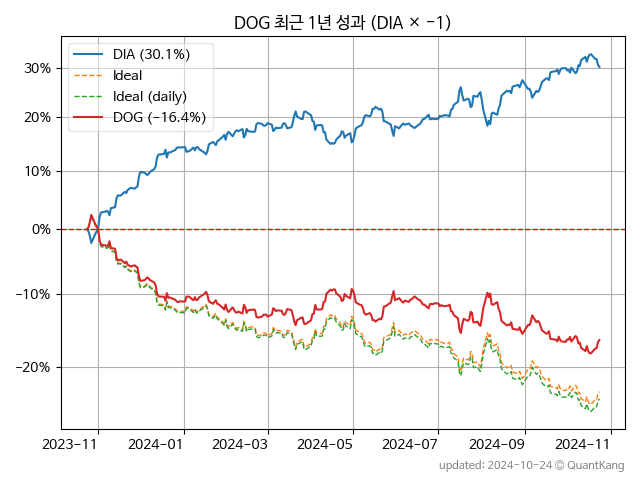 DOG 최근 1년 성과 (DIA × −1)
DIA (30.1%)
Ideal
Ideal (daily)
DOG (−16.4%)
30%
20%
10%
0%
−10%
−20%
2023−11
2024−01
2024−03
2024−05
2024−07
2024−09
2024−11
updated: 2024-10-24 © QuantKang